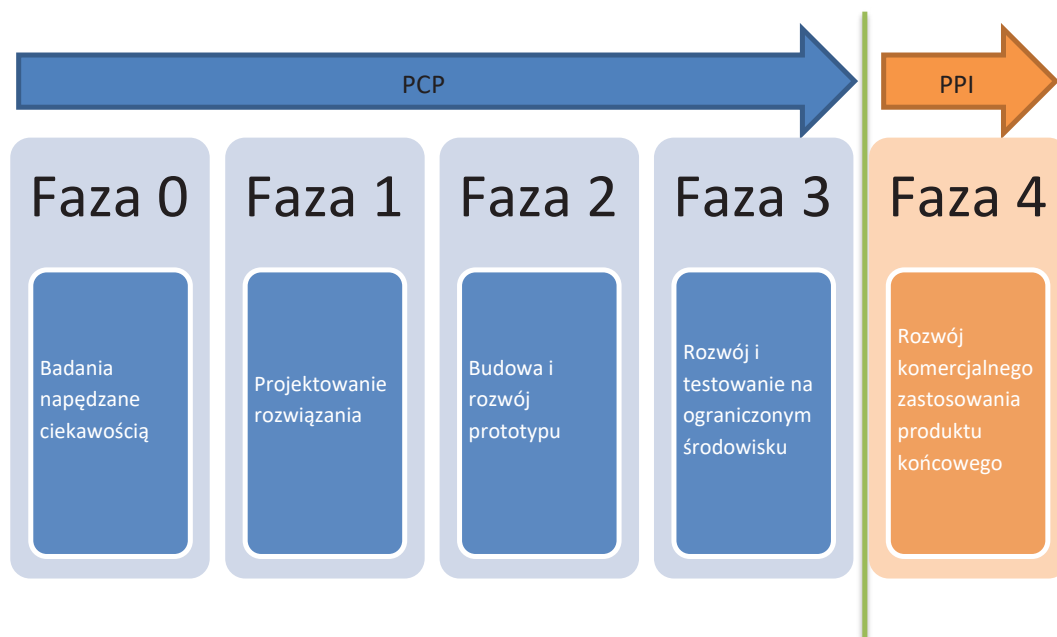 PCP
PPI
Faza 0
Faza 1
Faza 2
Faza 3
Faza 4
Badania
napędzane
ciekawością
Projektowanie
rozwiązania
Budowa i
rozwój
prototypu
Rozwój i
testowanie na
ograniczonym
środowisku
Rozwój
komercjalnego
zastosowania
produktu
końcowego